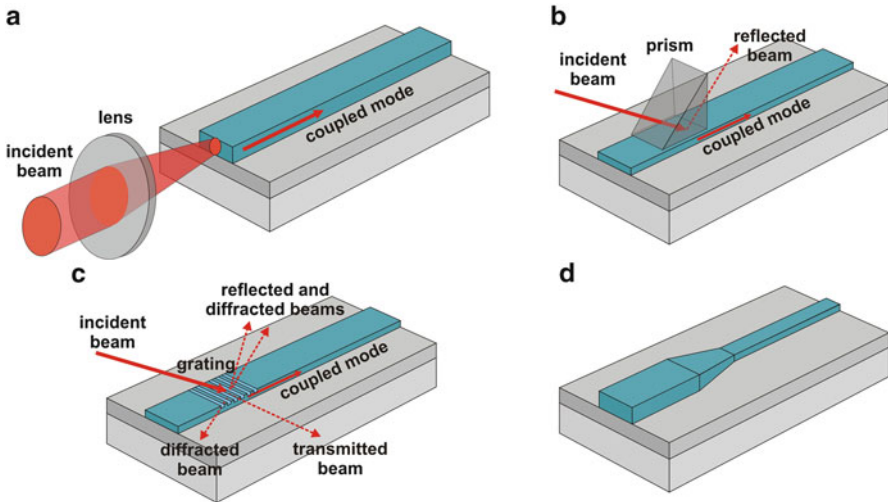 a
lens
incident
beam
coupled mode
b
prism
incident
beam
reflected
beam
coupled mode
c
reflected and
diffracted beams
incident
beam
grating
coupled mode
diffracted
beam
transmitted
beam
d